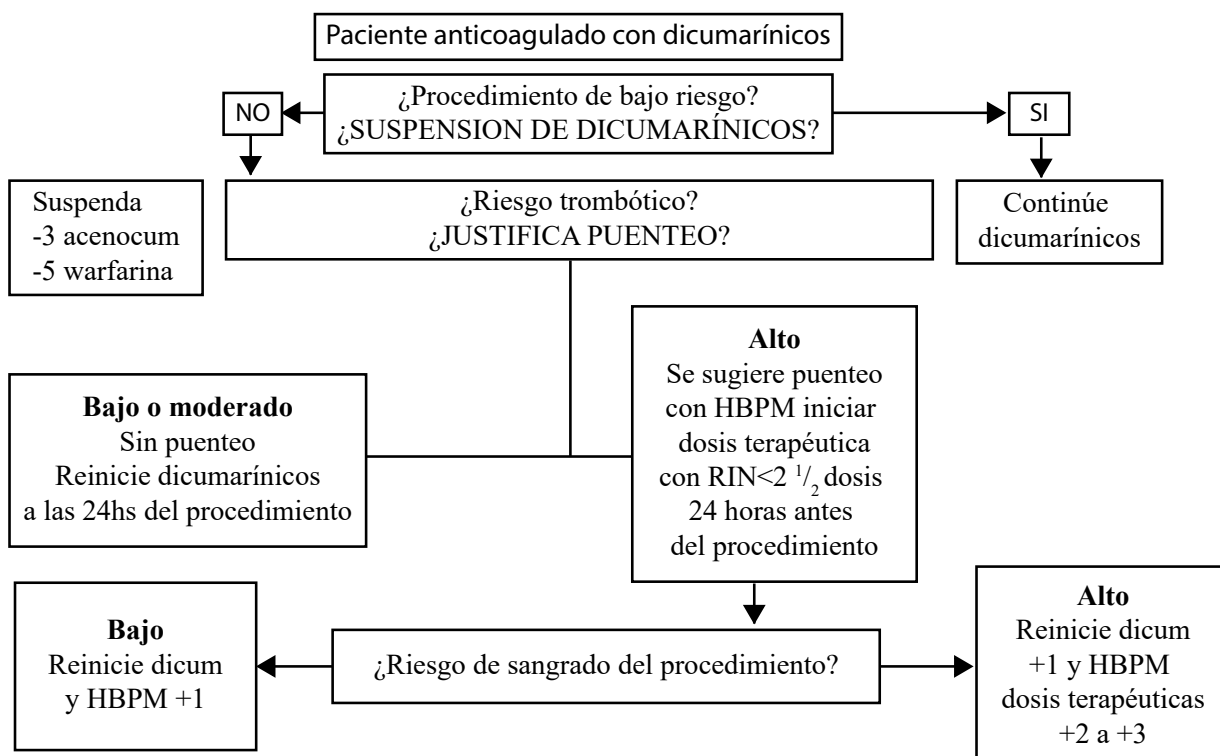 Paciente anticoagulado con dicumarínicos
NO
¿Procedimiento de bajo riesgo?
¿SUSPENSION DE DICUMARÍNICOS?
SI
Suspenda
-3 acenocum
-5 warfarina
¿Riesgo trombótico?
¿JUSTIFICA PUENTEO?
Continúe
dicumarínicos
Bajo o moderado
Sin puenteo
Reinicie dicumarínicos
a las 24hs del procedimiento
Alto
Se sugiere puenteo
con HBPM iniciar
dosis terapéutica
con RIN<2 1/2 dosis
24 horas antes
del procedimiento
Bajo
Reinicie dicum
y HBPM +1
¿Riesgo de sangrado del procedimiento?
Alto
Reinicie dicum
+1 y HBPM
dosis terapéuticas
+2 a +3